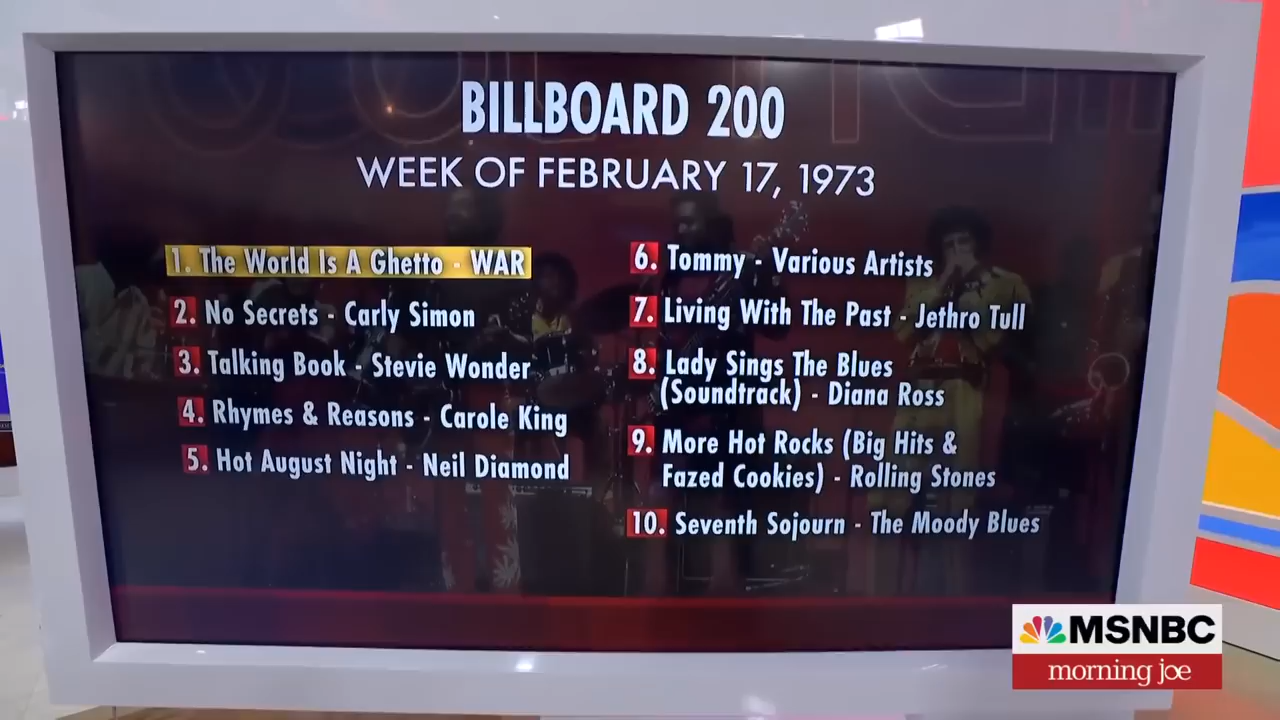 BILLBOARD 200
WEEK OF FEBRUARY 17, 1973
1. The World Is A Ghetto - WAR
2. No Secrets - Carly Simon
3. Talking Book - Stevie Wonder
4. Rhymes & Reasons - Carole King
5. Hot August Night - Neil Diamond
6. Tommy - Various Artists
7. Living With The Past - Jethro Tull
8. Lady Sings The Blues
(Soundtrack) - Diana Ross
9. More Hot Rocks (Big Hits &
Fazed Cookies) - Rolling Stones
10. Seventh Sojourn - The Moody Blues
MSNBC
morning joe